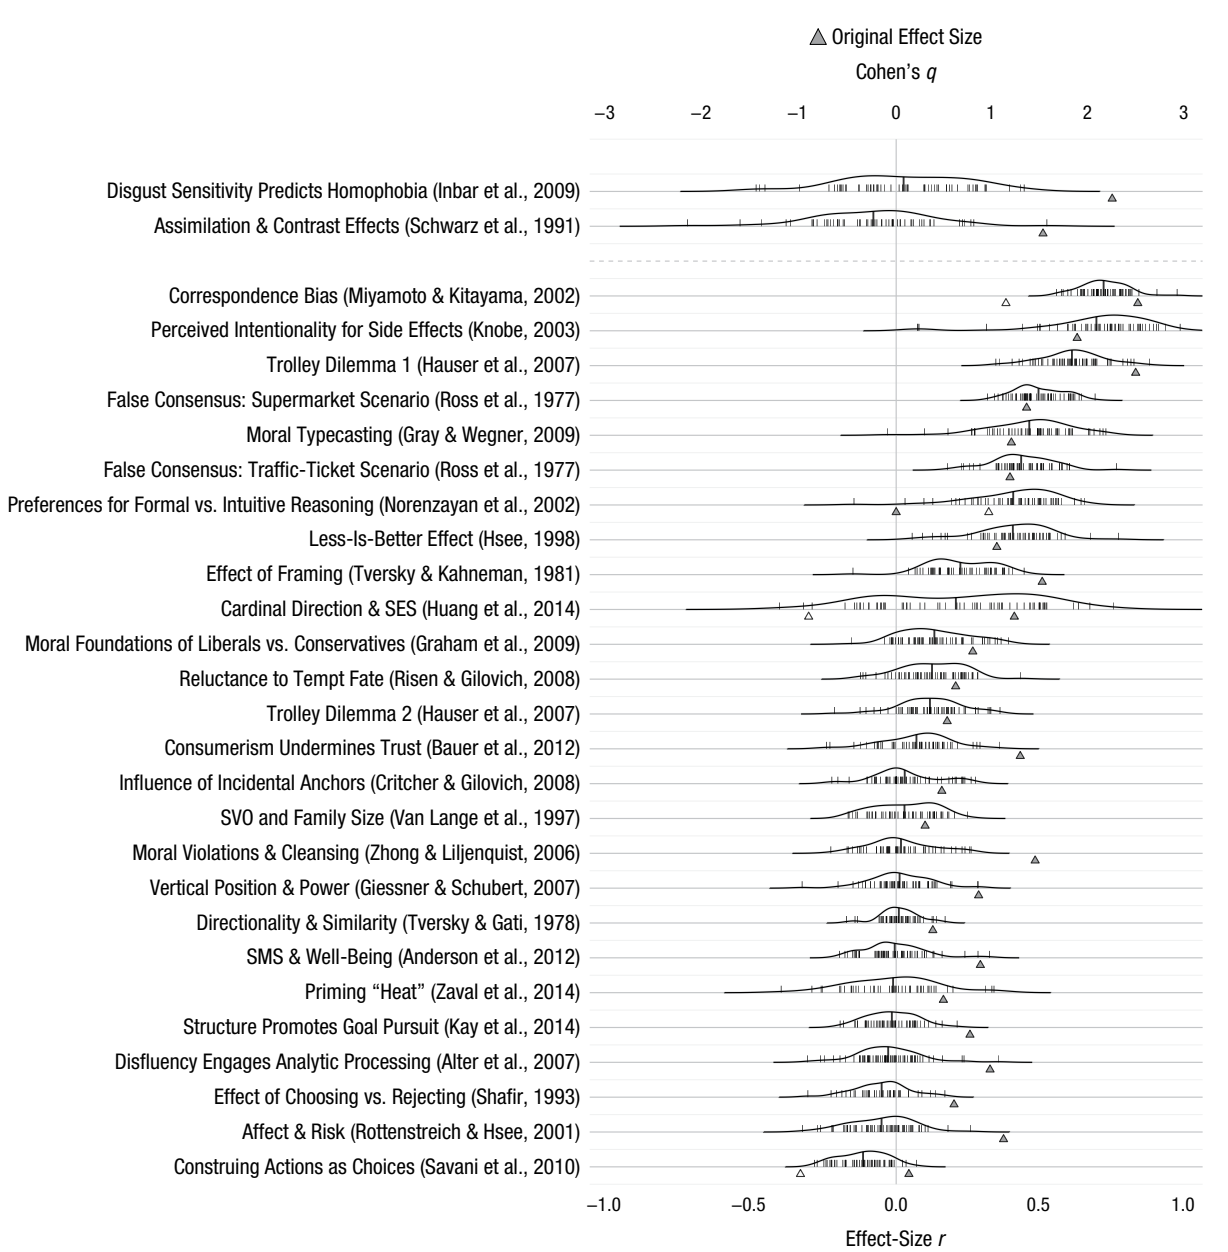 Original Effect Size
Cohen's q
−3 −2 −1 0 1 2 3
Disgust Sensitivity Predicts Homophobia (Inbar et al., 2009)
Assimilation & Contrast Effects (Schwarz et al., 1991)
Correspondence Bias (Miyamoto & Kitayama, 2002)
Perceived Intentionality for Side Effects (Knobe, 2003)
Trolley Dilemma 1 (Hauser et al., 2007)
False Consensus: Supermarket Scenario (Ross et al., 1977)
Moral Typecasting (Gray & Wegner, 2009)
False Consensus: Traffic-Ticket Scenario (Ross et al., 1977)
Preferences for Formal vs. Intuitive Reasoning (Norenzayan et al., 2002)
Less-Is-Better Effect (Hsee, 1998)
Effect of Framing (Tversky & Kahneman, 1981)
Cardinal Direction & SES (Huang et al., 2014)
Moral Foundations of Liberals vs. Conservatives (Graham et al., 2009)
Reluctance to Tempt Fate (Risen & Gilovich, 2008)
Trolley Dilemma 2 (Hauser et al., 2007)
Consumerism Undermines Trust (Bauer et al., 2012)
Influence of Incidental Anchors (Critcher & Gilovich, 2008)
SVO and Family Size (Van Lange et al., 1997)
Moral Violations & Cleansing (Zhong & Liljenquist, 2006)
Vertical Position & Power (Giessner & Schubert, 2007)
Directionality & Similarity (Tversky & Gati, 1978)
SMS & Well-Being (Anderson et al., 2012)
Priming “Heat” (Zaval et al., 2014)
Structure Promotes Goal Pursuit (Kay et al., 2014)
Disfluency Engages Analytic Processing (Alter et al., 2007)
Effect of Choosing vs. Rejecting (Shafir, 1993)
Affect & Risk (Rottenstreich & Hsee, 2001)
Construing Actions as Choices (Savani et al., 2010)
−1.0 −0.5 0.0 0.5 1.0
Effect-Size r